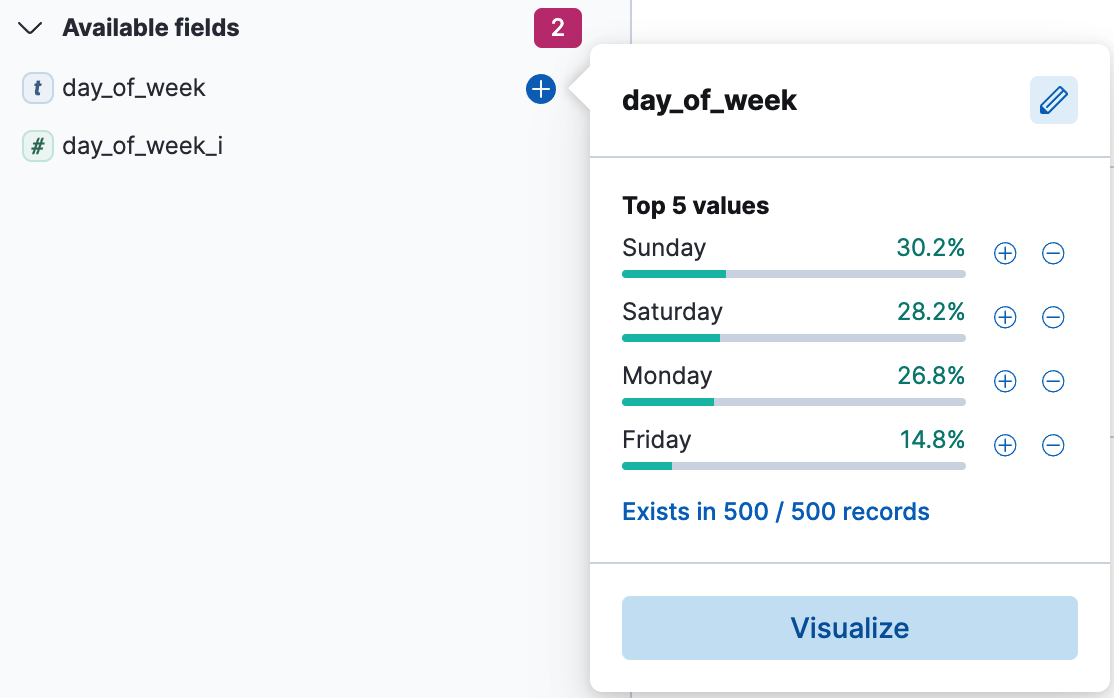 Available fields
2
t day_of_week
# day_of_week_i
day_of_week
Top 5 values
Sunday 30.2%
Saturday 28.2%
Monday 26.8%
Friday 14.8%
Exists in 500 / 500 records
Visualize